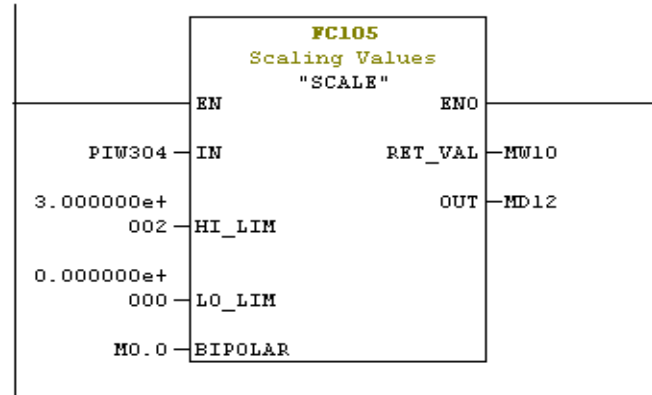 FC105
Scaling Values
"SCALE"
EN ENO
PIW304 IN RET_VAL MW10
3.000000e+ OUT MD12
002 HI_LIM
0.000000e+
000 LO_LIM
M0.0 BIPOLAR